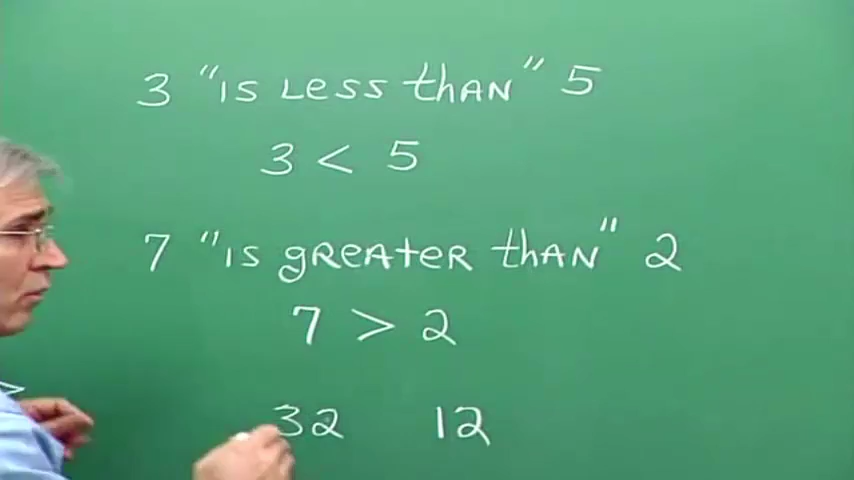 3 "is Less than" 5
3 < 5
7 "is greater than" 2
7 > 2
32 12